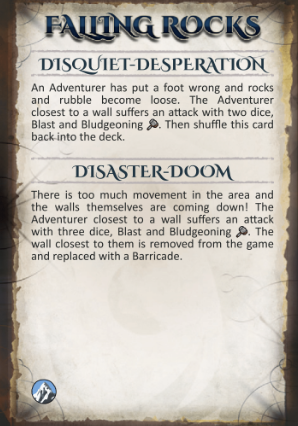 FALLING ROCKS
DISQUIET-DESPERATION
An Adventurer has put a foot wrong and rocks
and rubble become loose. The Adventurer
closest to a wall suffers an attack with two dice,
Blast and Bludgeoning. Then shuffle this card
back into the deck.
DISASTER-DOOM
There is too much movement in the area and
the walls themselves are coming down! The
Adventurer closest to a wall suffers an attack
with three dice, Blast and Bludgeoning. The
wall closest to them is removed from the game
and replaced with a Barricade.